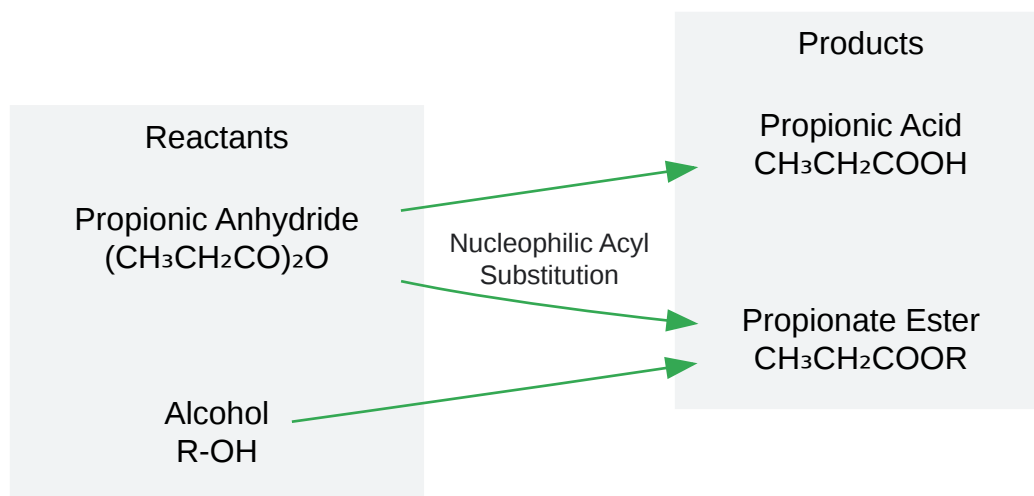 Reactants
Propionic Anhydride
(CH₃CH₂CO)₂O
Alcohol
R-OH
Nucleophilic Acyl
Substitution
Products
Propionic Acid
CH₃CH₂COOH
Propionate Ester
CH₃CH₂COOR